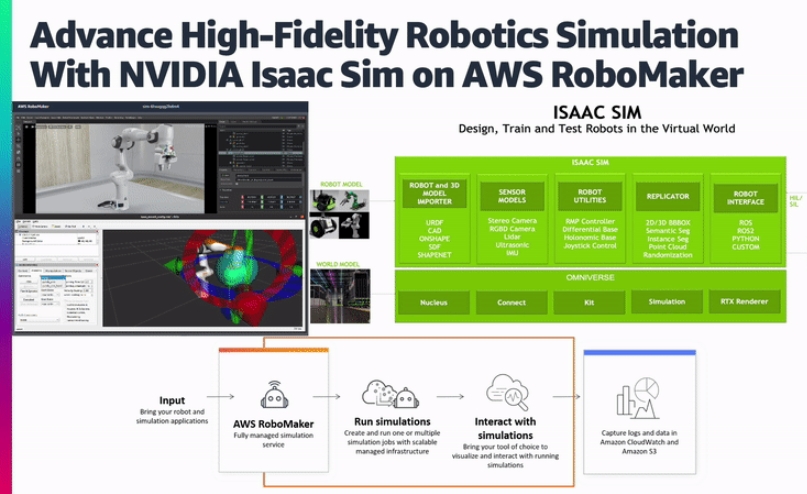 Advance High-Fidelity Robotics Simulation
With NVIDIA Isaac Sim on AWS RoboMaker
AWS RoboMaker
ISAAC SIM
Design, Train and Test Robots in the Virtual World
ROBOT MODEL
WORLD MODEL
ISAAC SIM
ROBOT and 3D
MODEL
IMPORTER
URDF
CAD
ONSHAPE
SDF
SHAPENET
SENSOR
MODELS
Stereo Camera
RGBD Camera
Lidar
Ultrasonic
IMU
ROBOT
UTILITIES
RMP Controller
Differential Base
Holonomic Base
Joystick Control
REPLICATOR
2D/3D BBOX
Semantic Seg
Instance Seg
Point Cloud
Randomization
ROBOT
INTERFACE
ROS
ROS2
PYTHON
CUSTOM
HIL/
SIL
OMNIVERSE
Nucleus
Connect
Kit
Simulation
RTX Renderer
Input
Bring your robot and
simulation applications
AWS RoboMaker
Fully managed simulation
service
Run simulations
Create and run one or multiple
simulation jobs with scalable
managed infrastructure
Interact with
simulations
Bring your tool of choice to
visualize and interact with running
simulations
Capture logs and data in
Amazon CloudWatch and
Amazon S3